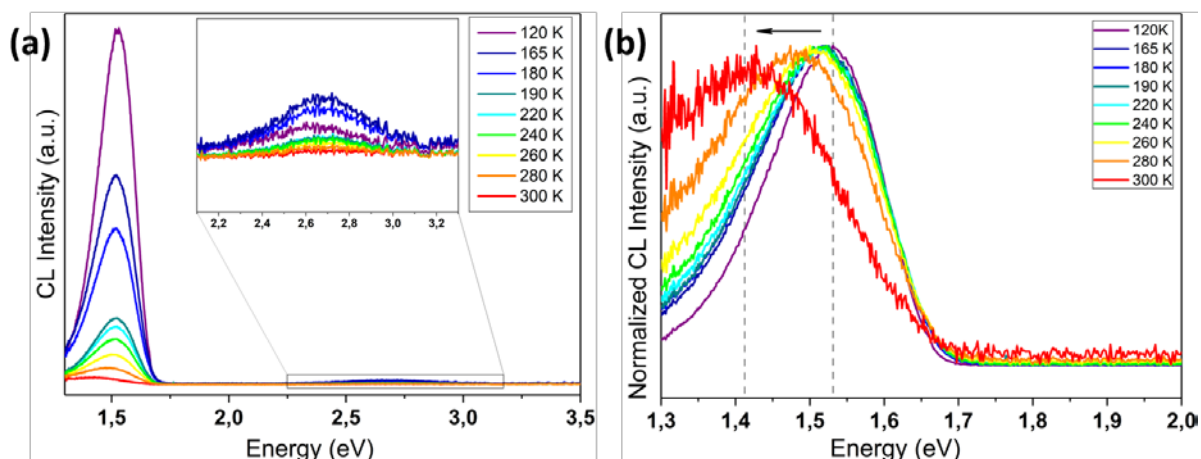 (a)
CL Intensity (a.u.)
120 K
165 K
180 K
190 K
220 K
240 K
260 K
280 K
300 K
2,2 2,4 2,6 2,8 3,0 3,2
1,5 2,0 2,5 3,0 3,5
Energy (eV)
(b)
Normalized CL Intensity (a.u.)
120K
165 K
180 K
190 K
220 K
240 K
260 K
280 K
300 K
1,3 1,4 1,5 1,6 1,7 1,8 1,9 2,0
Energy (eV)